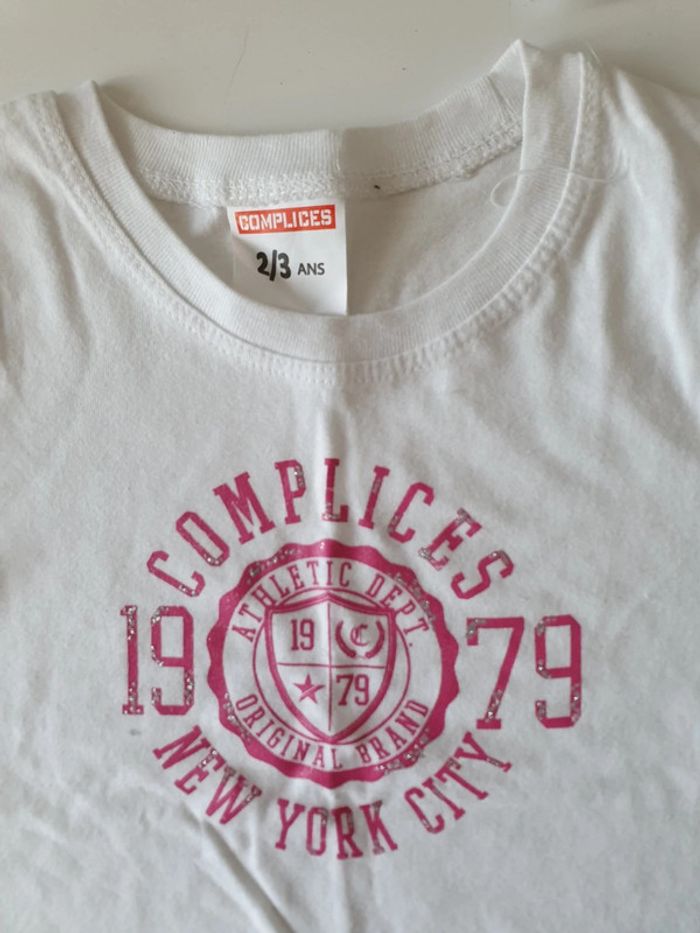 COMPLICES
2/3 ANS
COMPLICES
19 79
ATHLETIC DEPT.
19 C
79
ORIGINAL BRAND
NEW YORK CITY